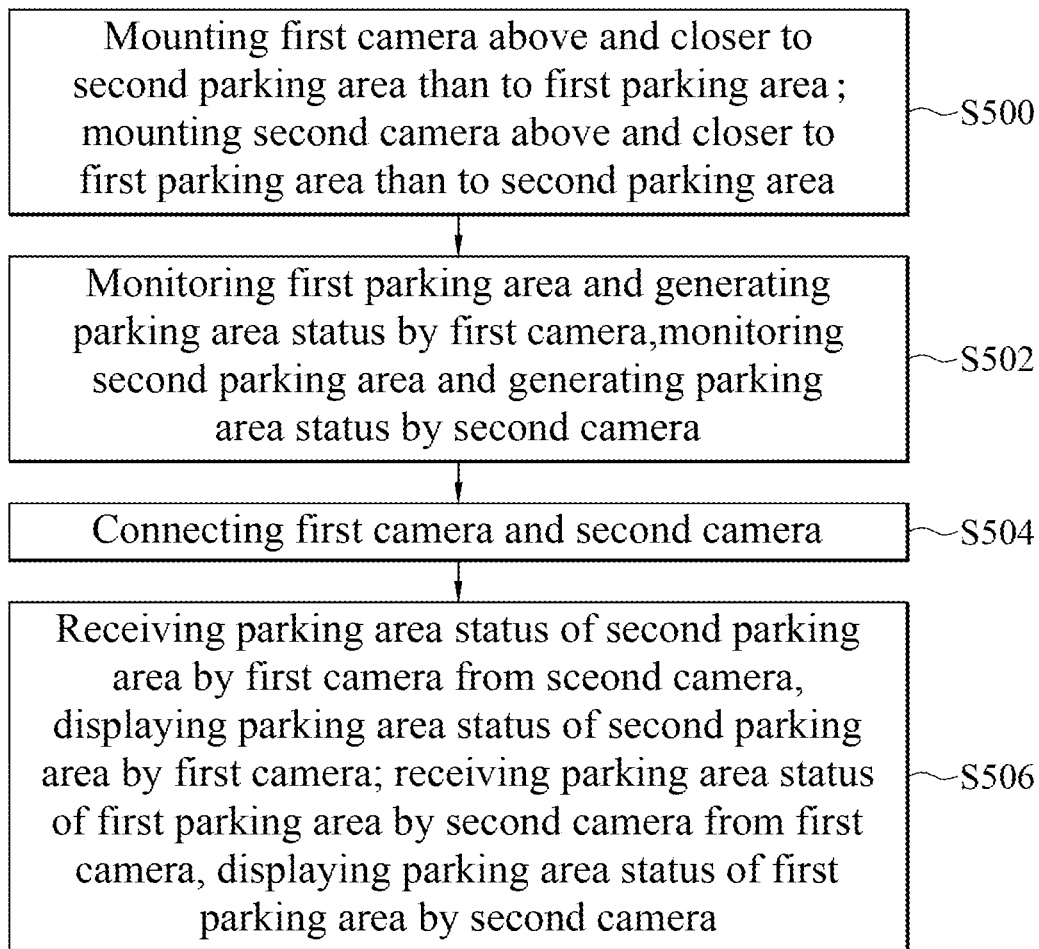 Mounting first camera above and closer to
second parking area than to first parking area;
mounting second camera above and closer to
first parking area than to second parking area
S500
Monitoring first parking area and generating
parking area status by first camera,monitoring
second parking area and generating parking
area status by second camera
S502
Connecting first camera and second camera
S504
Receiving parking area status of second parking
area by first camera from sceond camera,
displaying parking area status of second parking
area by first camera; receiving parking area status
of first parking area by second camera from first
camera, displaying parking area status of first
parking area by second camera
S506